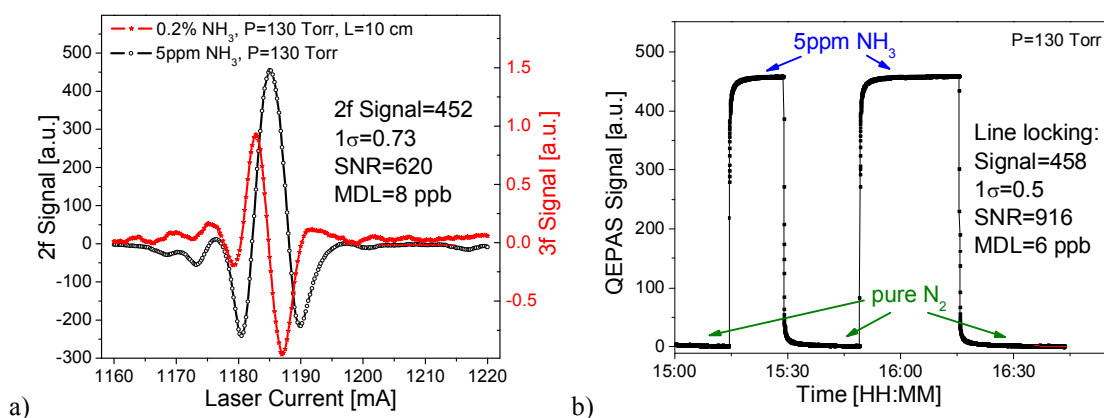 0.2% NH3, P=130 Torr, L=10 cm
5ppm NH3, P=130 Torr
500
400
300
200
100
0
-100
-200
-300
2f Signal [a.u.]
2f Signal=452
1σ=0.73
SNR=620
MDL=8 ppb
1.5
1.0
0.5
0.0
-0.5
3f Signal [a.u.]
1160 1170 1180 1190 1200 1210 1220
Laser Current [mA]
a)
500
400
300
200
100
0
QEPAS Signal [a.u.]
5ppm NH3
P=130 Torr
Line locking:
Signal=458
1σ=0.5
SNR=916
MDL=6 ppb
pure N2
15:00 15:30 16:00 16:30
Time [HH:MM]
b)